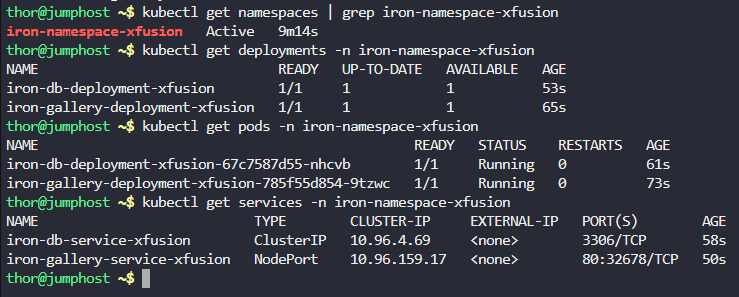 thor@jumphost ~$ kubectl get namespaces | grep iron-namespace-xfusion
iron-namespace-xfusion   Active   9m14s
thor@jumphost ~$ kubectl get deployments -n iron-namespace-xfusion
NAME                              READY   UP-TO-DATE   AVAILABLE   AGE
iron-db-deployment-xfusion        1/1     1            1           53s
iron-gallery-deployment-xfusion   1/1     1            1           65s
thor@jumphost ~$ kubectl get pods -n iron-namespace-xfusion
NAME                                               READY   STATUS    RESTARTS   AGE
iron-db-deployment-xfusion-67c7587d55-nhcvb        1/1     Running   0          61s
iron-gallery-deployment-xfusion-785f55d854-9tzwc   1/1     Running   0          73s
thor@jumphost ~$ kubectl get services -n iron-namespace-xfusion
NAME                           TYPE        CLUSTER-IP      EXTERNAL-IP   PORT(S)        AGE
iron-db-service-xfusion        ClusterIP   10.96.4.69      <none>        3306/TCP       58s
iron-gallery-service-xfusion   NodePort    10.96.159.17    <none>        80:32678/TCP   50s
thor@jumphost ~$